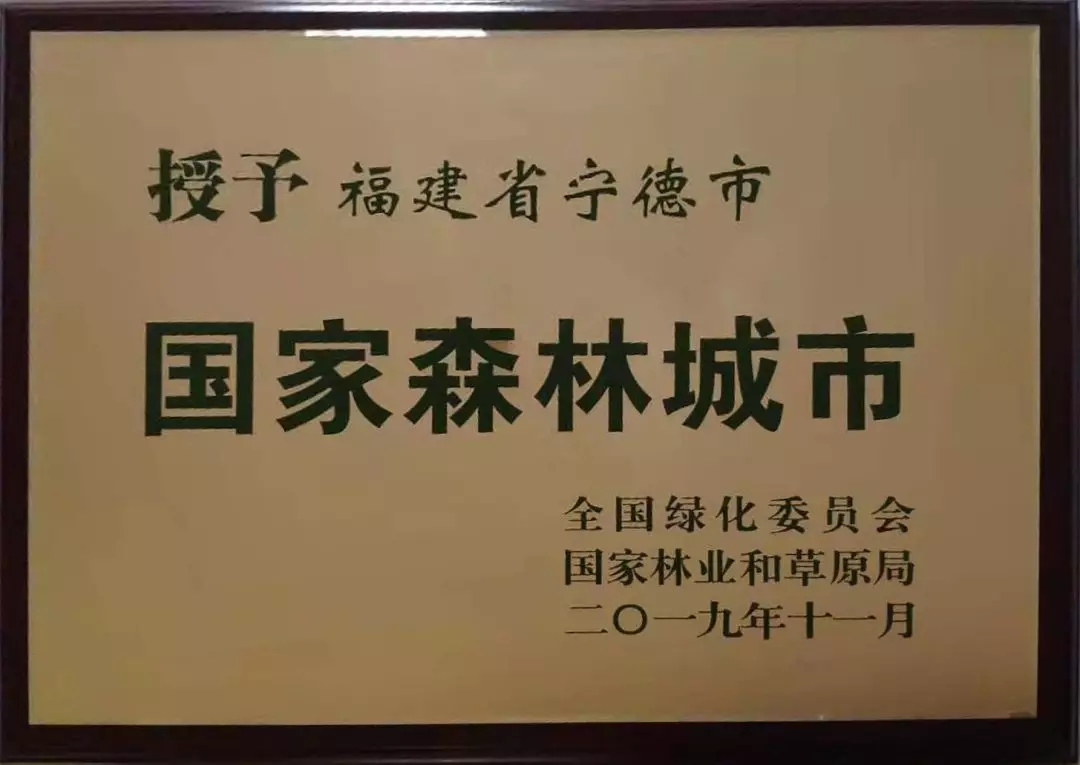 授予 福建省宁德市
国家森林城市
全国绿化委员会
国家林业和草原局
二〇一九年十一月